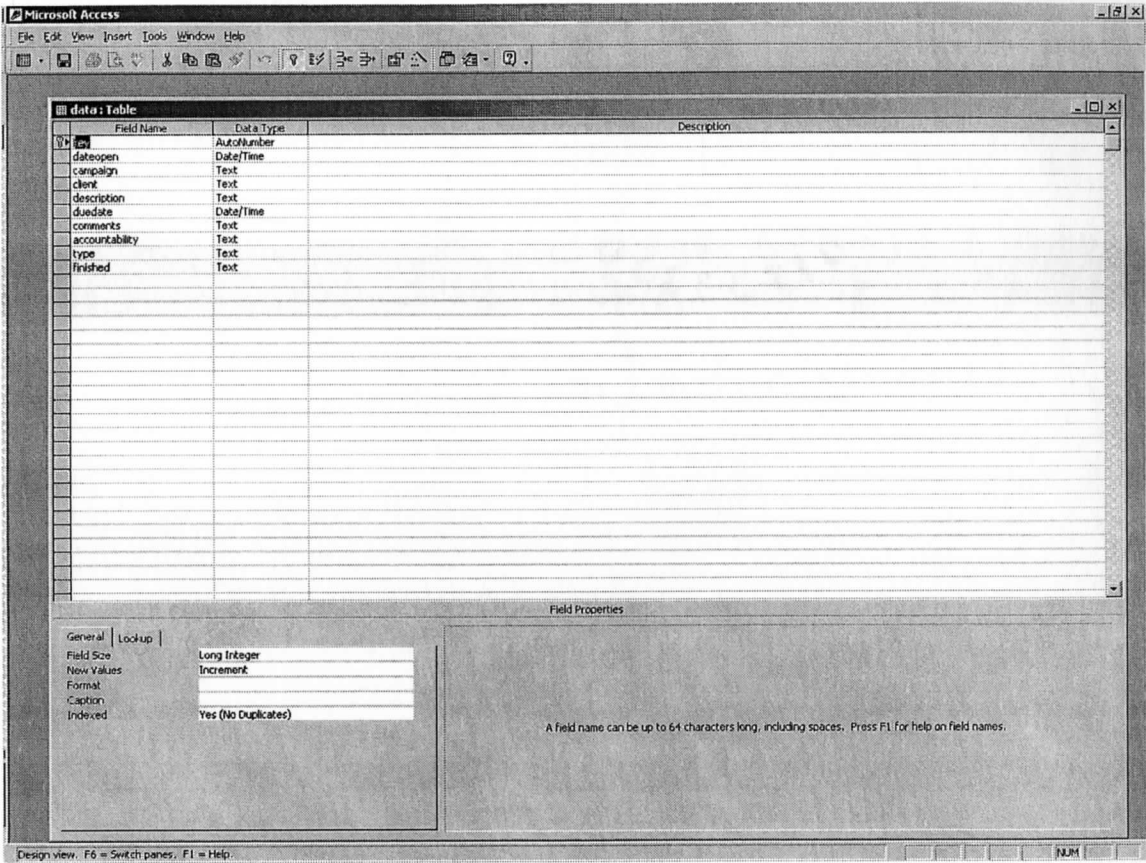 Microsoft Access
File Edit View Insert Tools Window Help
data : Table
Field Name Data Type Description
key AutoNumber
dateopen Date/Time
campaign Text
client Text
description Text
duedate Date/Time
comments Text
accountability Text
type Text
finished Text
Field Properties
General Lookup
Field Size Long Integer
New Values Increment
Format
Caption
Indexed Yes (No Duplicates)
A field name can be up to 64 characters long, including spaces. Press F1 for help on field names.
Design view. F6 = Switch panes. F1 = Help. NUM